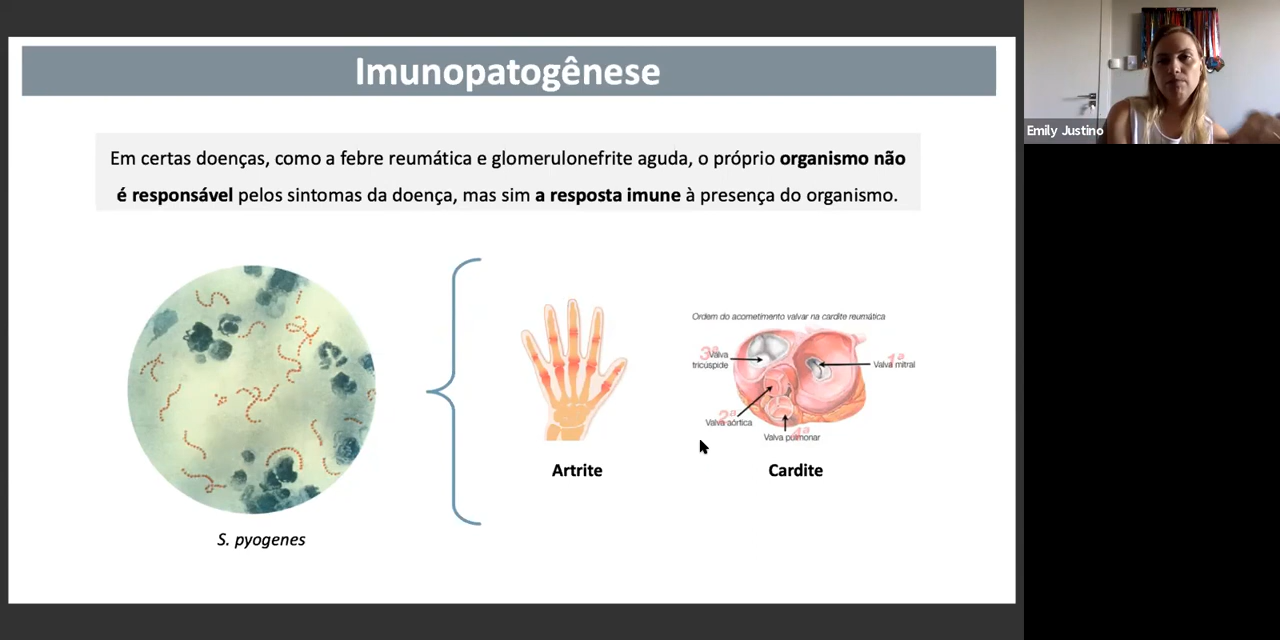 Imunopatogênese
Emily Justino
Em certas doenças, como a febre reumática e glomerulonefrite aguda, o próprio organismo não
é responsável pelos sintomas da doença, mas sim a resposta imune à presença do organismo.
Ordem do acometimento valvar na cardite reumática
3ª
Valva
tricúspide
1ª
Valva mitral
2ª
Valva aórtica
4ª
Valva pulmonar
Artrite
Cardite
S. pyogenes